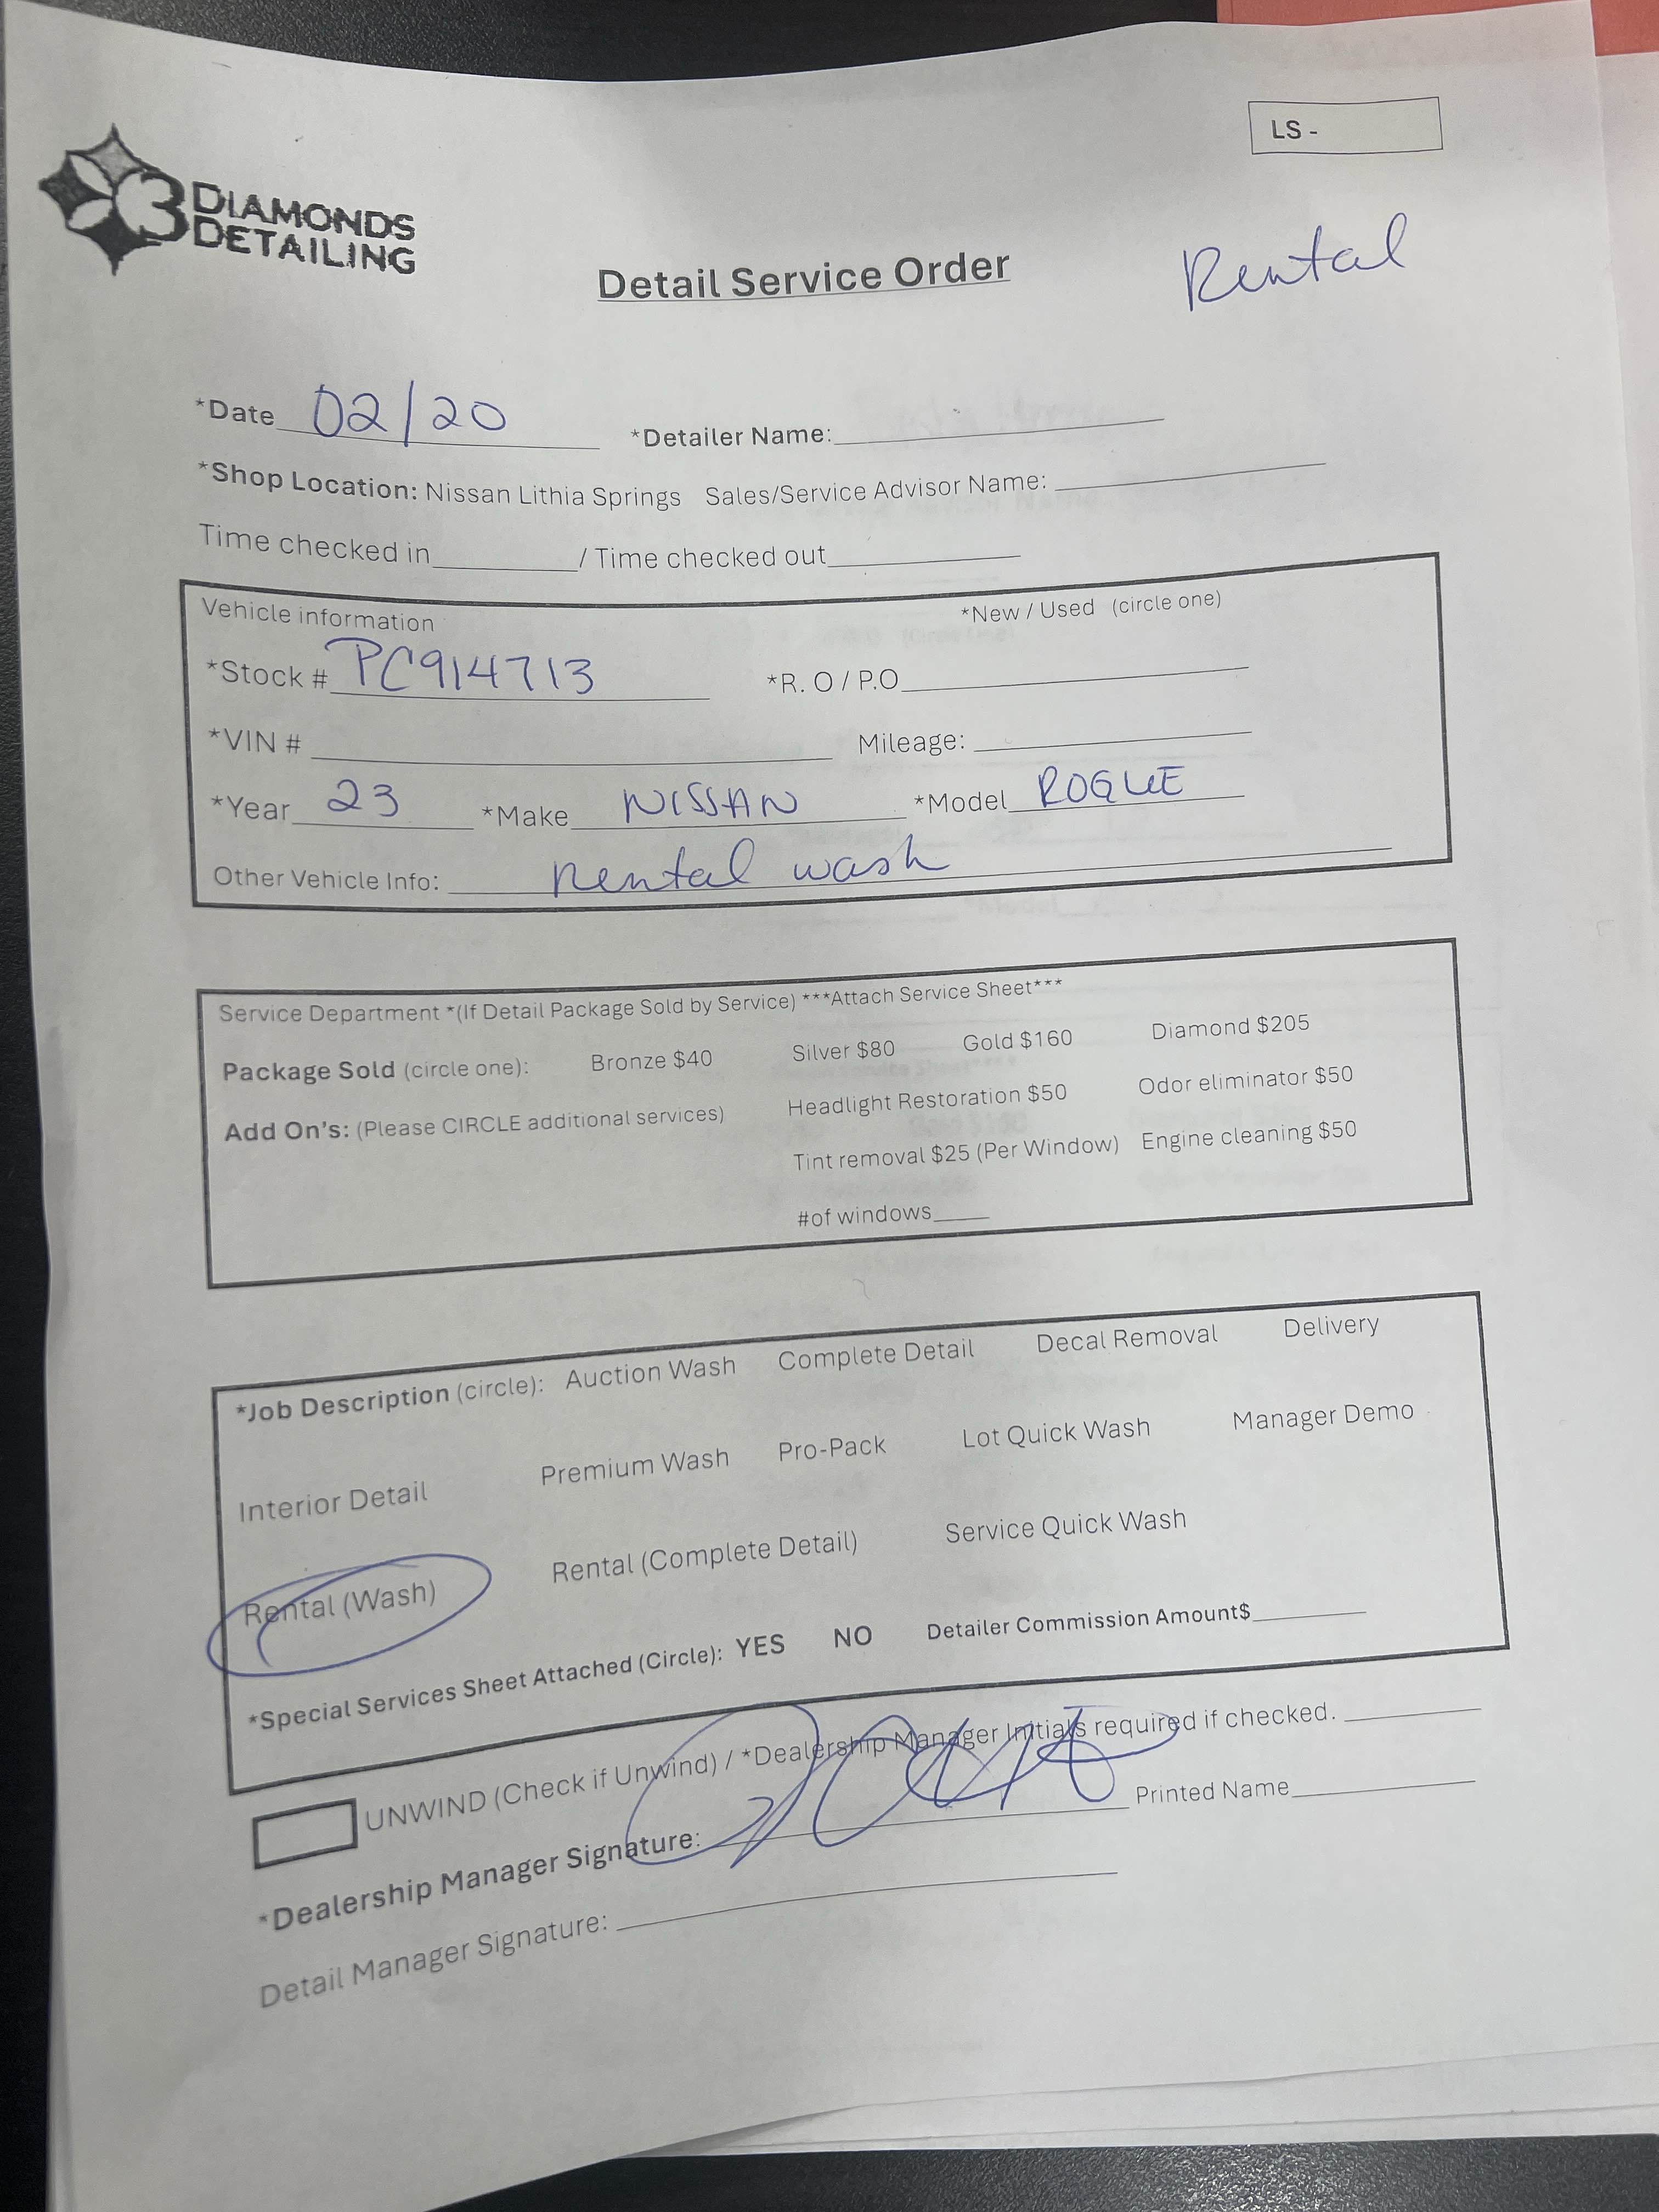 LS -
3 DIAMONDS
DETAILING
Detail Service Order
Rental
*Date 02/20 *Detailer Name:
*Shop Location: Nissan Lithia Springs Sales/Service Advisor Name:
Time checked in / Time checked out
Vehicle information *New / Used (circle one)
*Stock # PC914713 *R. O / P.O
*VIN # Mileage:
*Year 23 *Make NISSAN *Model ROGUE
Other Vehicle Info: Rental wash
Service Department *(If Detail Package Sold by Service) ***Attach Service Sheet***
Package Sold (circle one): Bronze $40 Silver $80 Gold $160 Diamond $205
Add On's: (Please CIRCLE additional services) Headlight Restoration $50 Odor eliminator $50
Tint removal $25 (Per Window) Engine cleaning $50
#of windows
*Job Description (circle): Auction Wash Complete Detail Decal Removal Delivery
Interior Detail Premium Wash Pro-Pack Lot Quick Wash Manager Demo
Rental (Wash) Rental (Complete Detail) Service Quick Wash
*Special Services Sheet Attached (Circle): YES NO Detailer Commission Amount$
UNWIND (Check if Unwind) / *Dealership Manager Initials required if checked.
*Dealership Manager Signature: Printed Name
Detail Manager Signature: